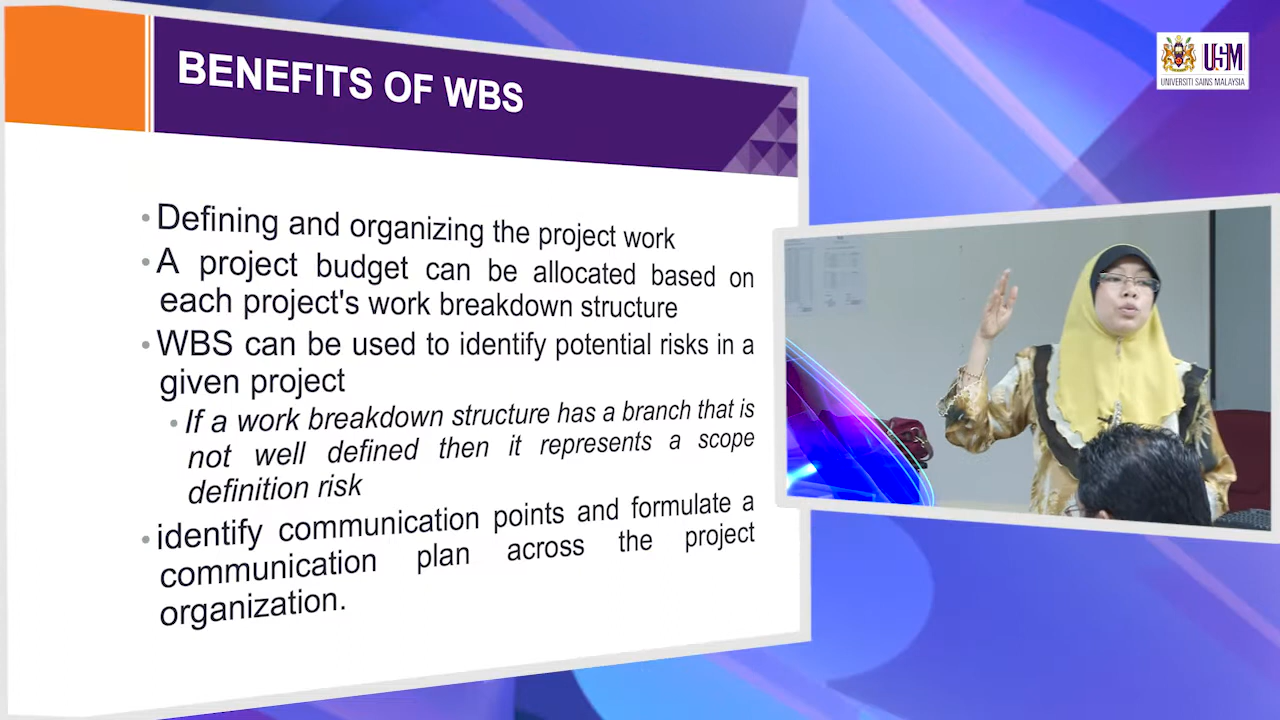 BENEFITS OF WBS
USM
UNIVERSITI SAINS MALAYSIA
•Defining and organizing the project work
•A project budget can be allocated based on
each project's work breakdown structure
•WBS can be used to identify potential risks in a
given project
•If a work breakdown structure has a branch that is
not well defined then it represents a scope
definition risk
•identify communication points and formulate a
communication plan across the project
organization.